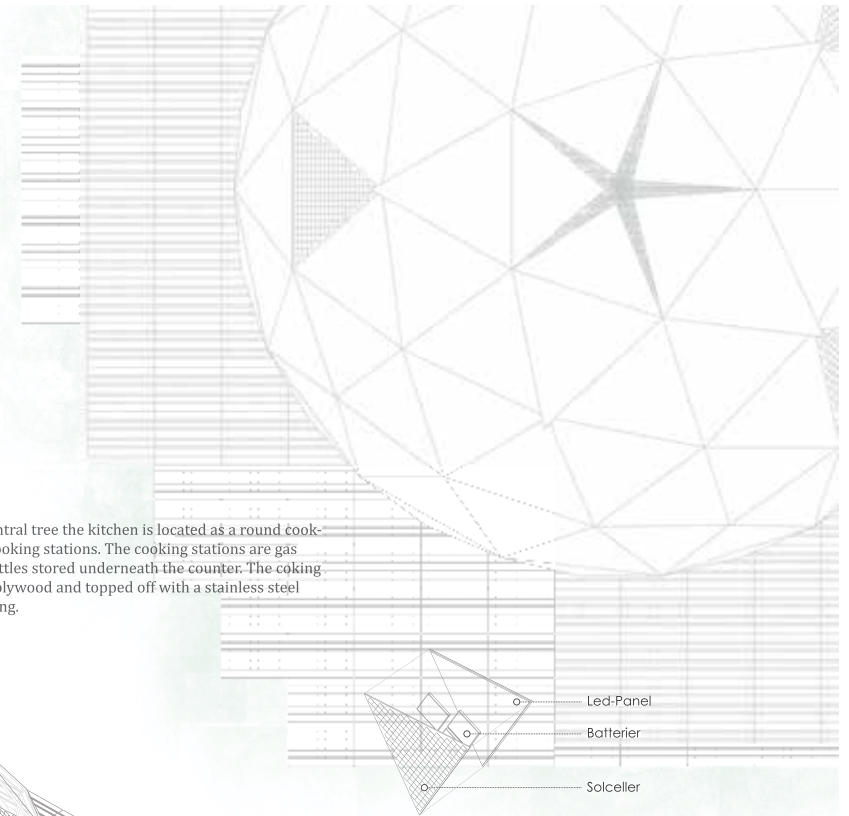 ntral tree the kitchen is located as a round cook-
ooking stations. The cooking stations are gas
ttles stored underneath the counter. The coking
plywood and topped off with a stainless steel
ng.
Led-Panel
Batterier
Solceller